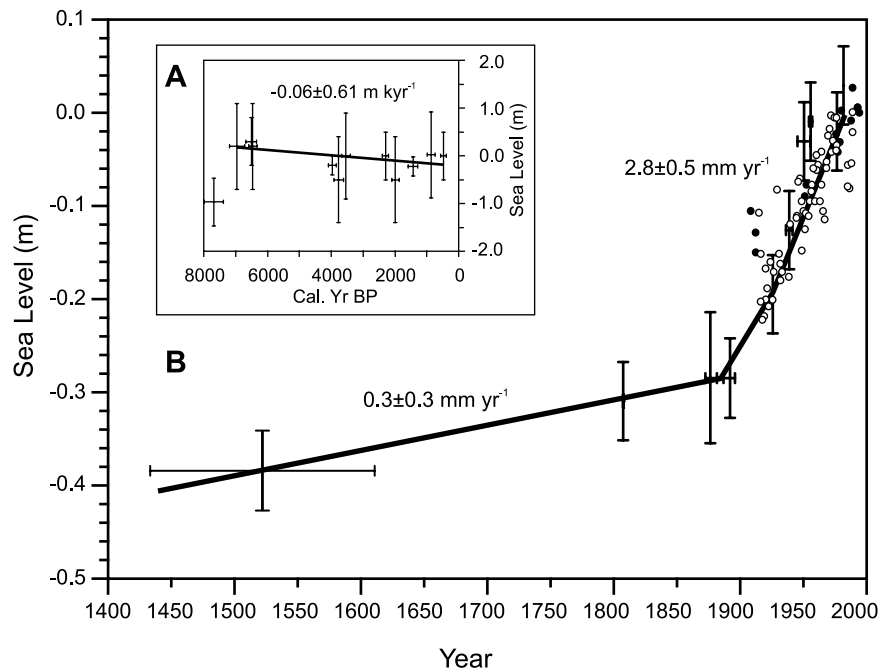 0.1
0.0
-0.1
-0.2
-0.3
-0.4
-0.5
Sea Level (m)
A
-0.06±0.61 m kyr⁻¹
2.0
1.0
0.0
-1.0
-2.0
Sea Level (m)
8000 6000 4000 2000 0
Cal. Yr BP
2.8±0.5 mm yr⁻¹
B
0.3±0.3 mm yr⁻¹
1400 1450 1500 1550 1600 1650 1700 1750 1800 1850 1900 1950 2000
Year